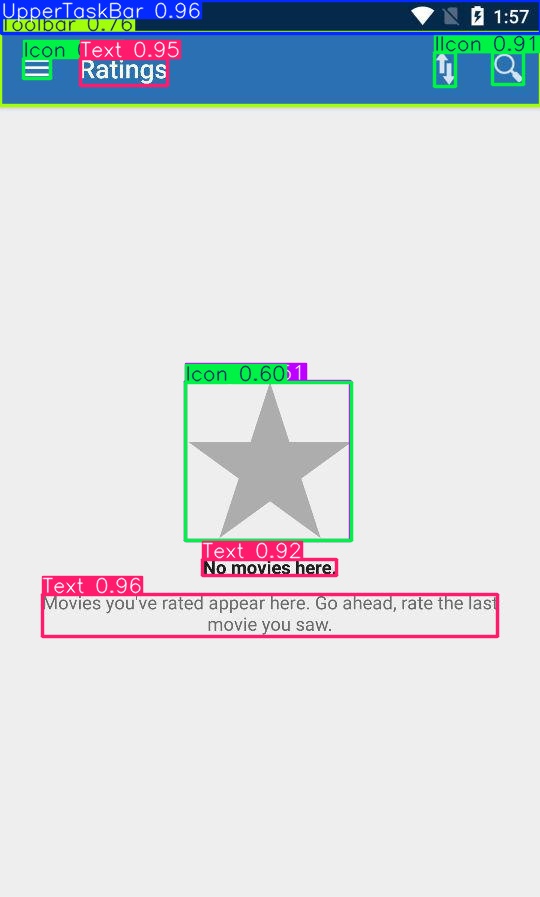 UpperTaskBar 0.96
1:57
Toolbar 0.76
Icon
Text 0.95
Icon 0.91
Ratings
Icon 0.60
No movies here.
Text 0.92
Text 0.96
Movies you've rated appear here. Go ahead, rate the last
movie you saw.